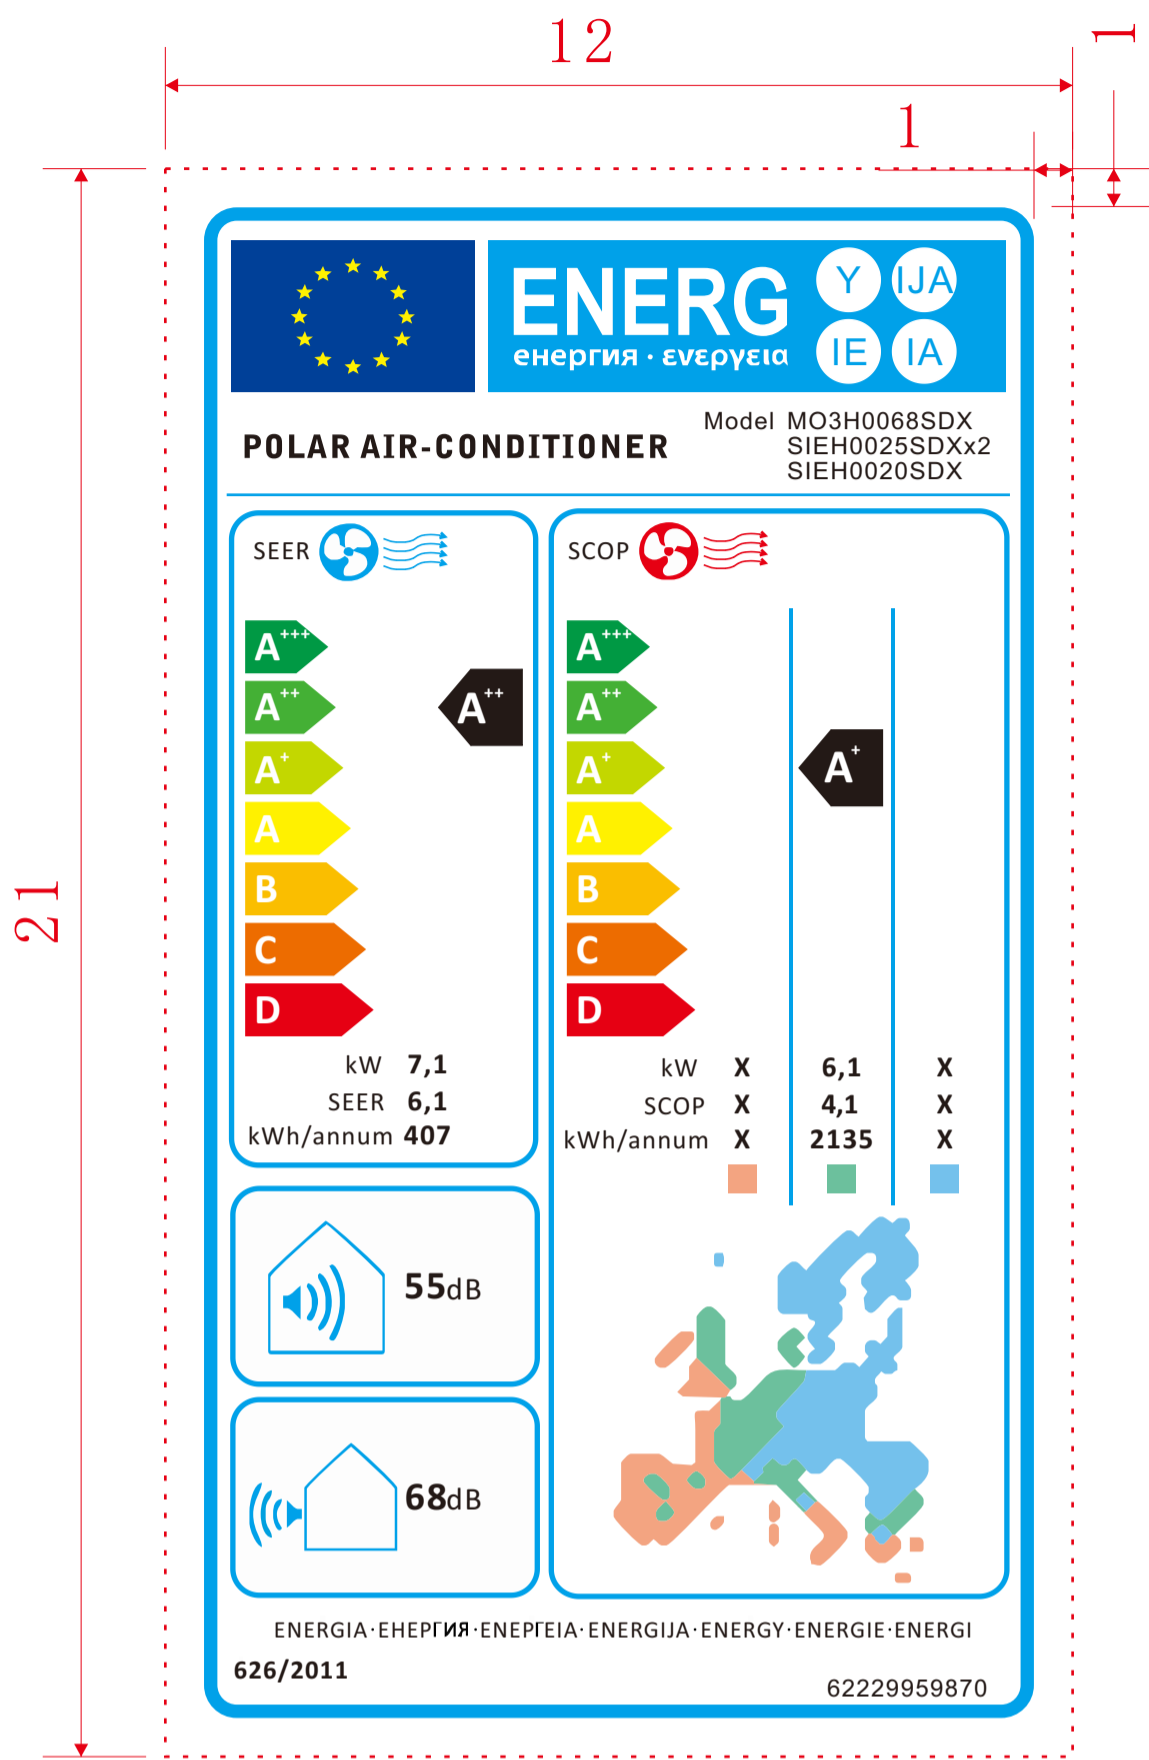 12
1
1
21
ENERG
енергия · ενεργεια
Y IJA
IE IA
POLAR AIR-CONDITIONER
Model MO3H0068SDX
SIEH0025SDXx2
SIEH0020SDX
SEER
A+++
A++
A+
A
B
C
D
A++
kW 7,1
SEER 6,1
kWh/annum 407
SCOP
A+++
A++
A+
A
B
C
D
A+
kW X 6,1 X
SCOP X 4,1 X
kWh/annum X 2135 X
55dB
68dB
ENERGIA·ЕНЕРГИЯ·ΕΝΕΡΓΕΙΑ·ENERGIJA·ENERGY·ENERGIE·ENERGI
626/2011
62229959870